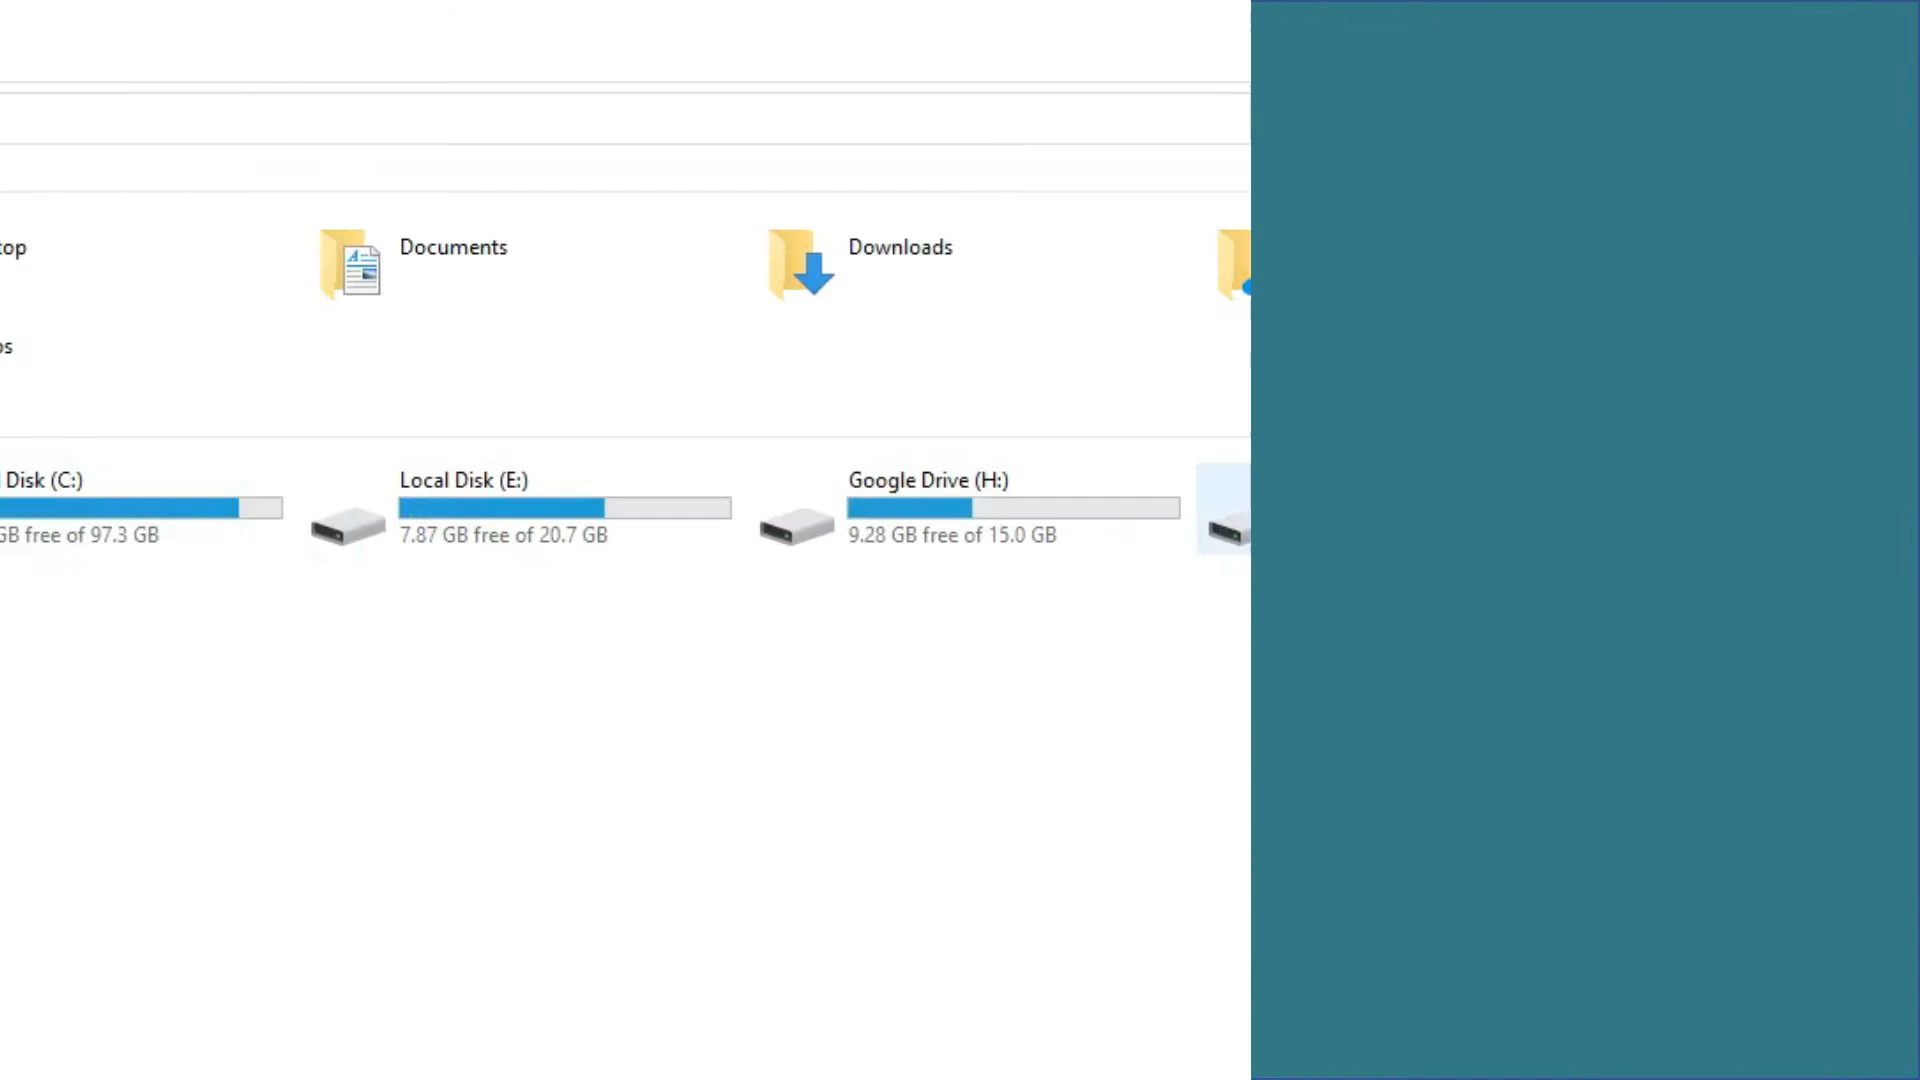 Documents
Downloads
Disk (C:)
GB free of 97.3 GB
Local Disk (E:)
7.87 GB free of 20.7 GB
Google Drive (H:)
9.28 GB free of 15.0 GB